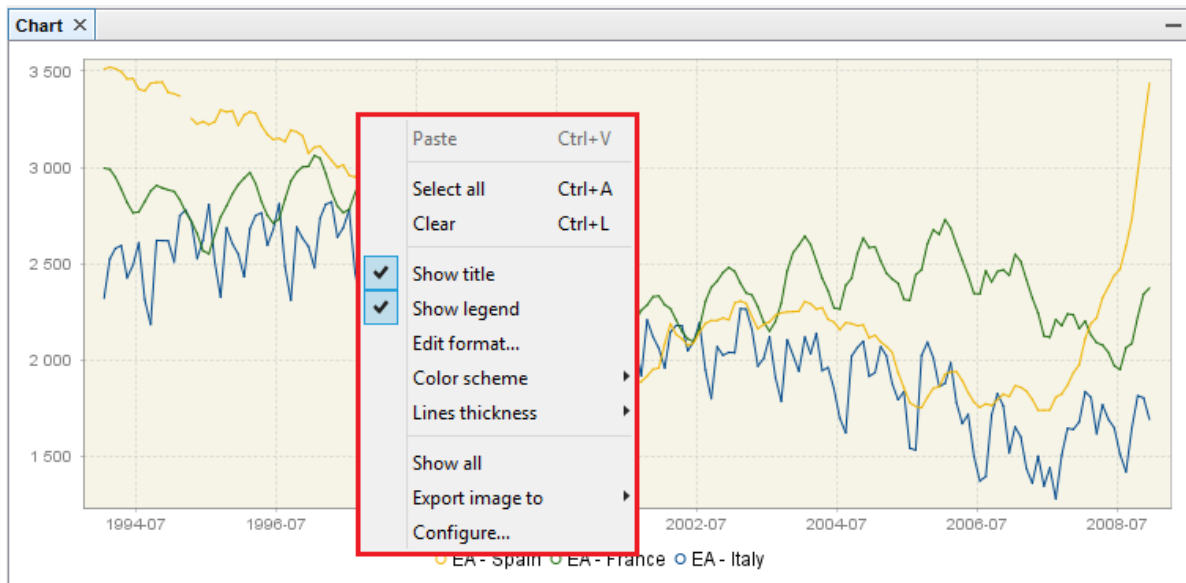 Chart
3 500
3 000
2 500
2 000
1 500
Paste Ctrl+V
Select all Ctrl+A
Clear Ctrl+L
Show title
Show legend
Edit format...
Color scheme
Lines thickness
Show all
Export image to
Configure...
1994-07 1996-07 2002-07 2004-07 2006-07 2008-07
EA - Spain EA - France EA - Italy